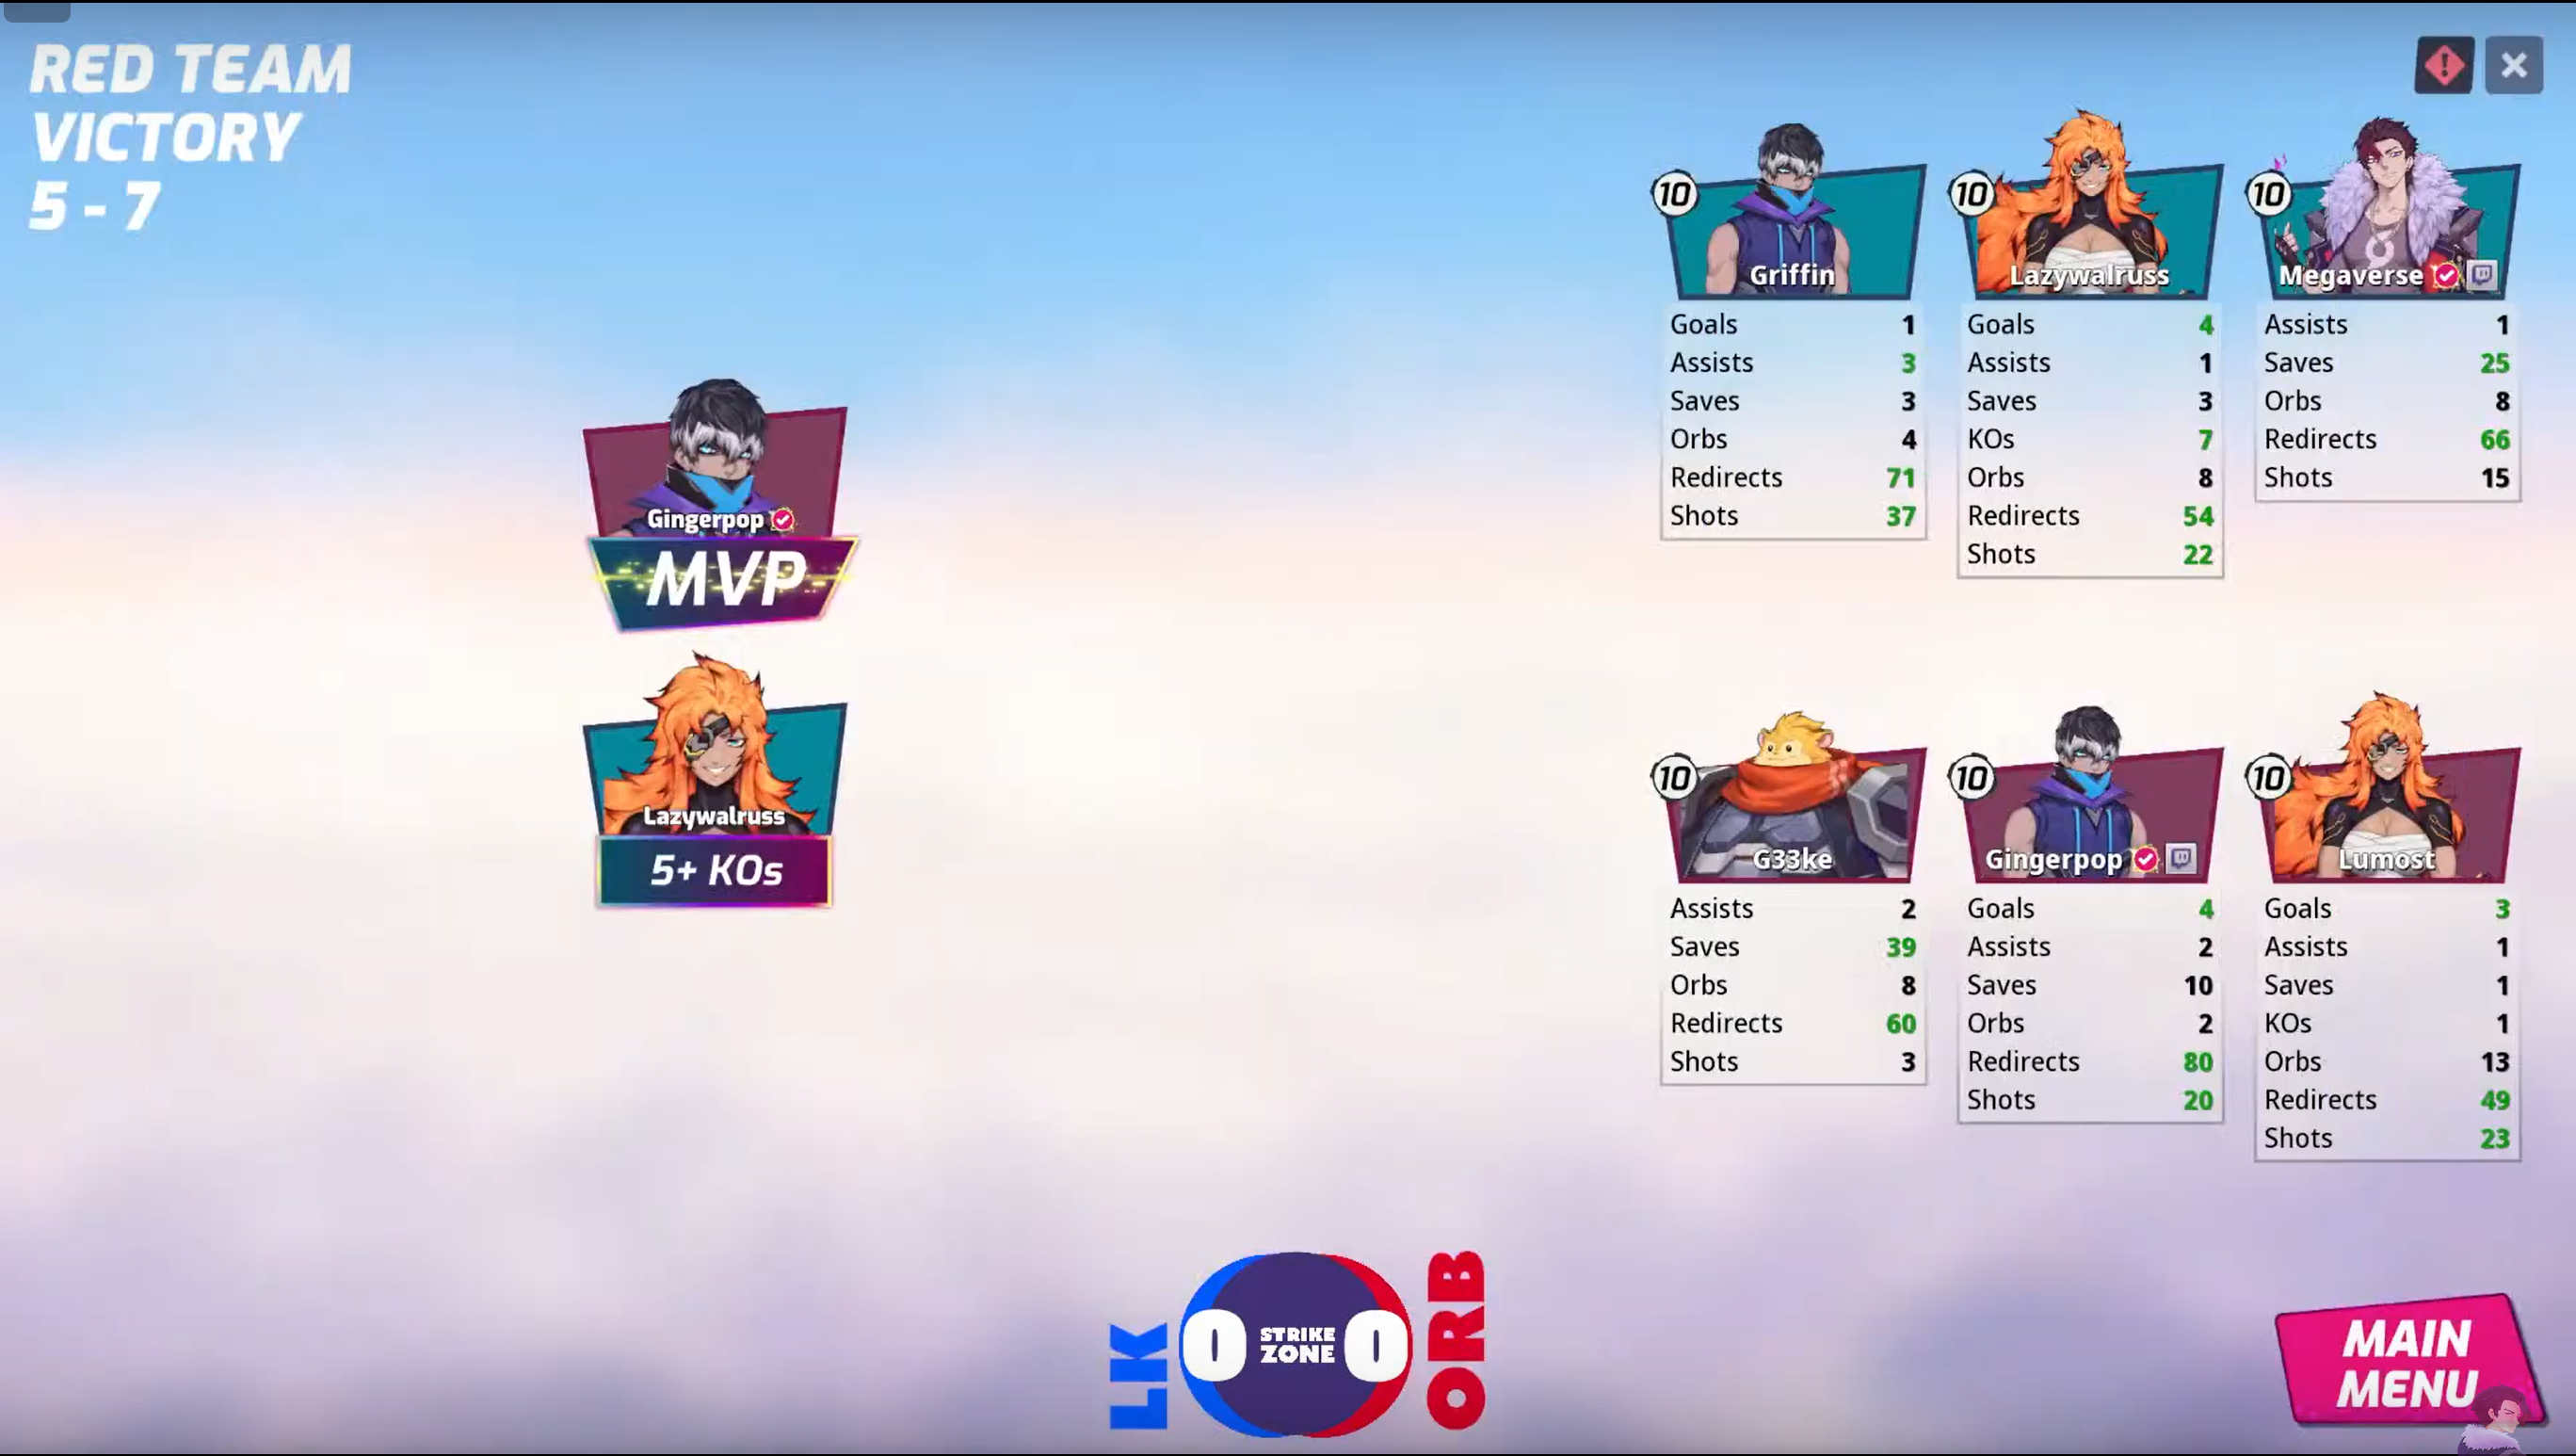 RED TEAM
VICTORY
5 - 7
Gingerpop
MVP
Lazywalruss
5+ KOs
10
Griffin
Goals 1
Assists 3
Saves 3
Orbs 4
Redirects 71
Shots 37
10
Lazywalruss
Goals 4
Assists 1
Saves 3
KOs 7
Orbs 8
Redirects 54
Shots 22
10
Megaverse
Assists 1
Saves 25
Orbs 8
Redirects 66
Shots 15
10
G33ke
Assists 2
Saves 39
Orbs 8
Redirects 60
Shots 3
10
Gingerpop
Goals 4
Assists 2
Saves 10
Orbs 2
Redirects 80
Shots 20
10
Lumost
Goals 3
Assists 1
Saves 1
KOs 1
Orbs 13
Redirects 49
Shots 23
LK
0
STRIKE
ZONE
0
ORB
MAIN
MENU